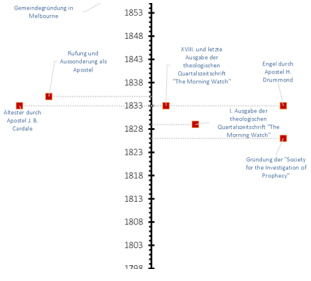 Gemeindegründung in
Melbourne
1853
1848
1843
1838
1833
1828
1823
1818
1813
1808
1803
1798
Rufung und
Aussonderung als
Apostel
Ältester durch
Apostel J. B.
Cardale
XVIII. und letzte
Ausgabe der
theologischen
Quartalszeitschrift
"The Morning Watch"
Engel durch
Apostel H.
Drummond
I. Ausgabe der
theologischen
Quartalszeitschrift "The
Morning Watch"
Gründung der "Society
for the Investigation of
Prophecy"